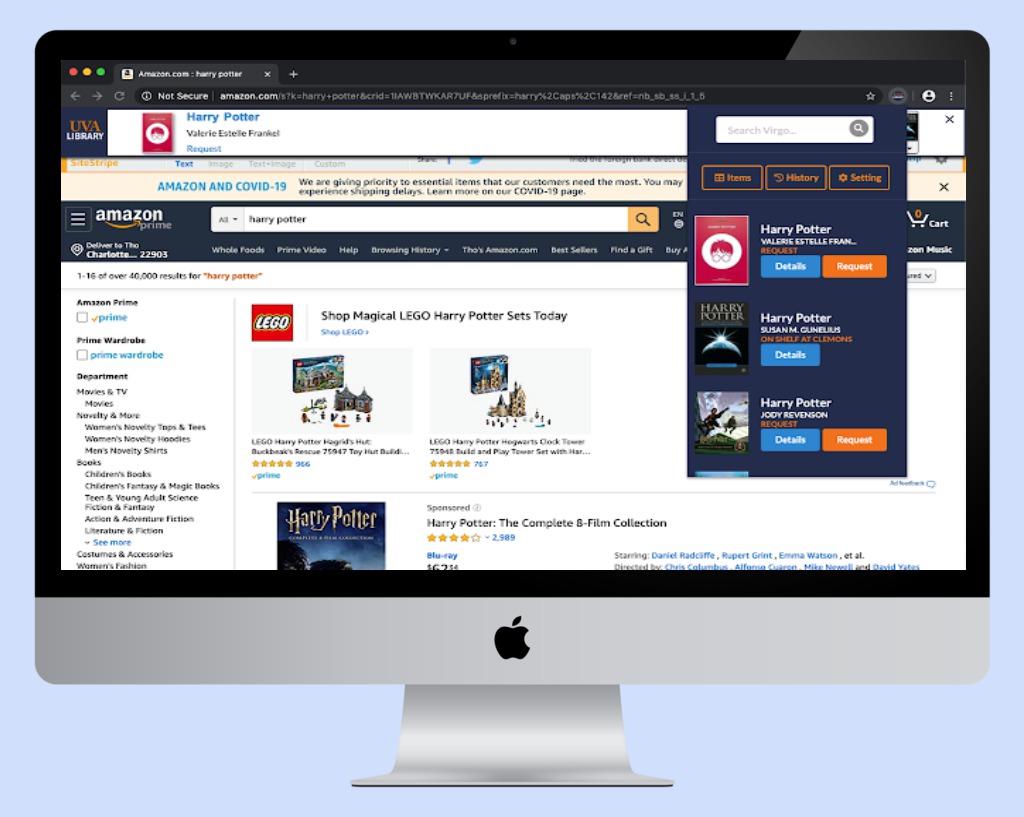 Amazon.com : harry potter
Not Secure
amazon.com/s?k=harry+potter&crid=1IAWBTWKAR7UF&sprefix=harry%2Caps%2C142&ref=nb_sb_ss_i_1_5
UVA
LIBRARY
Harry Potter
Valerie Estelle Frankel
Request
SiteStripe
Text
Image
Text+Image
Custom
Share:
AMAZON AND COVID-19
We are giving priority to essential items that our customers need the most. You may
experience shipping delays. Learn more on our COVID-19 page.
amazon
prime
All
harry potter
EN
0
Cart
Deliver to Tho
Charlotte... 22903
Whole Foods
Prime Video
Help
Browsing History
Tho's Amazon.com
Best Sellers
Find a Gift
Buy A
zon Music
1-16 of over 40,000 results for "harry potter"
Amazon Prime
prime
Prime Wardrobe
prime wardrobe
Department
Movies & TV
Movies
Novelty & More
Women's Novelty Tops & Tees
Women's Novelty Hoodies
Men's Novelty Shirts
Books
Children's Books
Children's Fantasy & Magic Books
Teen & Young Adult Science
Fiction & Fantasy
Action & Adventure Fiction
Literature & Fiction
See more
Costumes & Accessories
Women's Fashion
LEGO
Shop Magical LEGO Harry Potter Sets Today
Shop LEGO ›
LEGO Harry Potter Hagrid's Hut:
Buckbeak's Rescue 75947 Toy Hut Buildi...
966
prime
LEGO Harry Potter Hogwarts Clock Tower
75948 Build and Play Tower Set with Har...
767
prime
Ad feedback
Harry Potter
COMPLETE 8-FILM COLLECTION
Sponsored
Harry Potter: The Complete 8-Film Collection
2,989
Blu-ray
Starring: Daniel Radcliffe , Rupert Grint , Emma Watson , et al.
Directed by: Chris Columbus , Alfonso Cuaron , Mike Newell and David Yates
Search Virgo...
Items
History
Setting
Harry Potter
VALERIE ESTELLE FRAN...
REQUEST
Details
Request
HARRY
POTTER
Harry Potter
SUSAN M. GUNELIUS
ON SHELF AT CLEMONS
Details
Harry Potter
JODY REVENSON
REQUEST
Details
Request